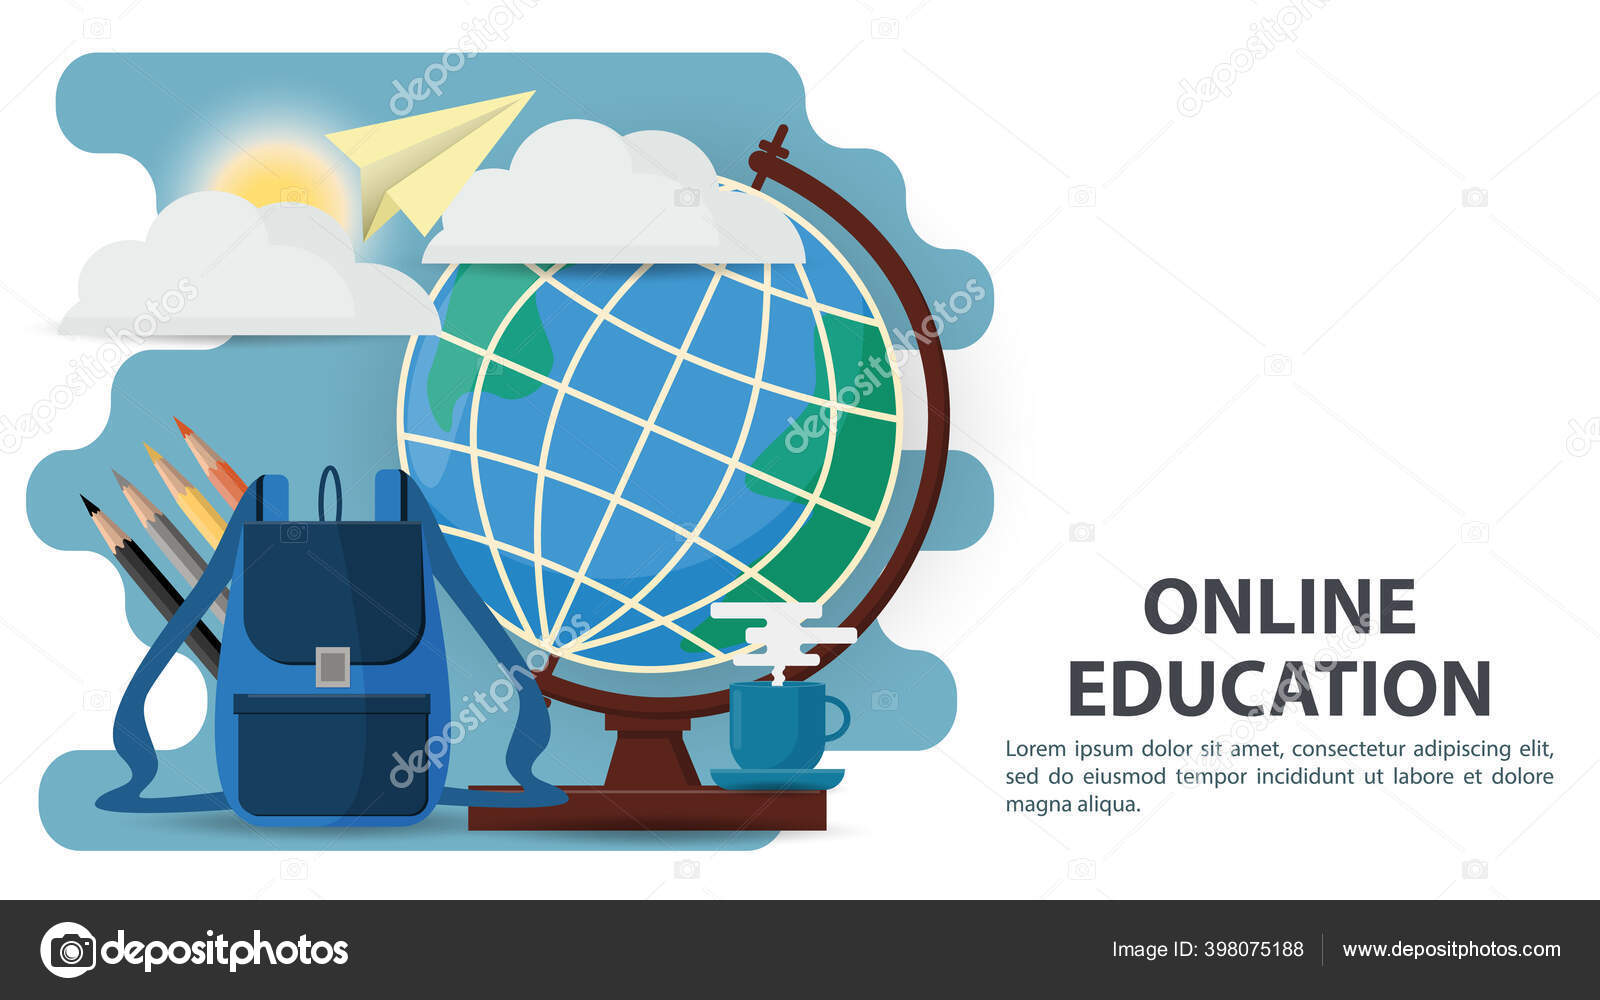 ONLINE
EDUCATION
Lorem ipsum dolor sit amet, consectetur adipiscing elit,
sed do eiusmod tempor incididunt ut labore et dolore
magna aliqua.
depositphotos
Image ID: 398075188
www.depositphotos.com